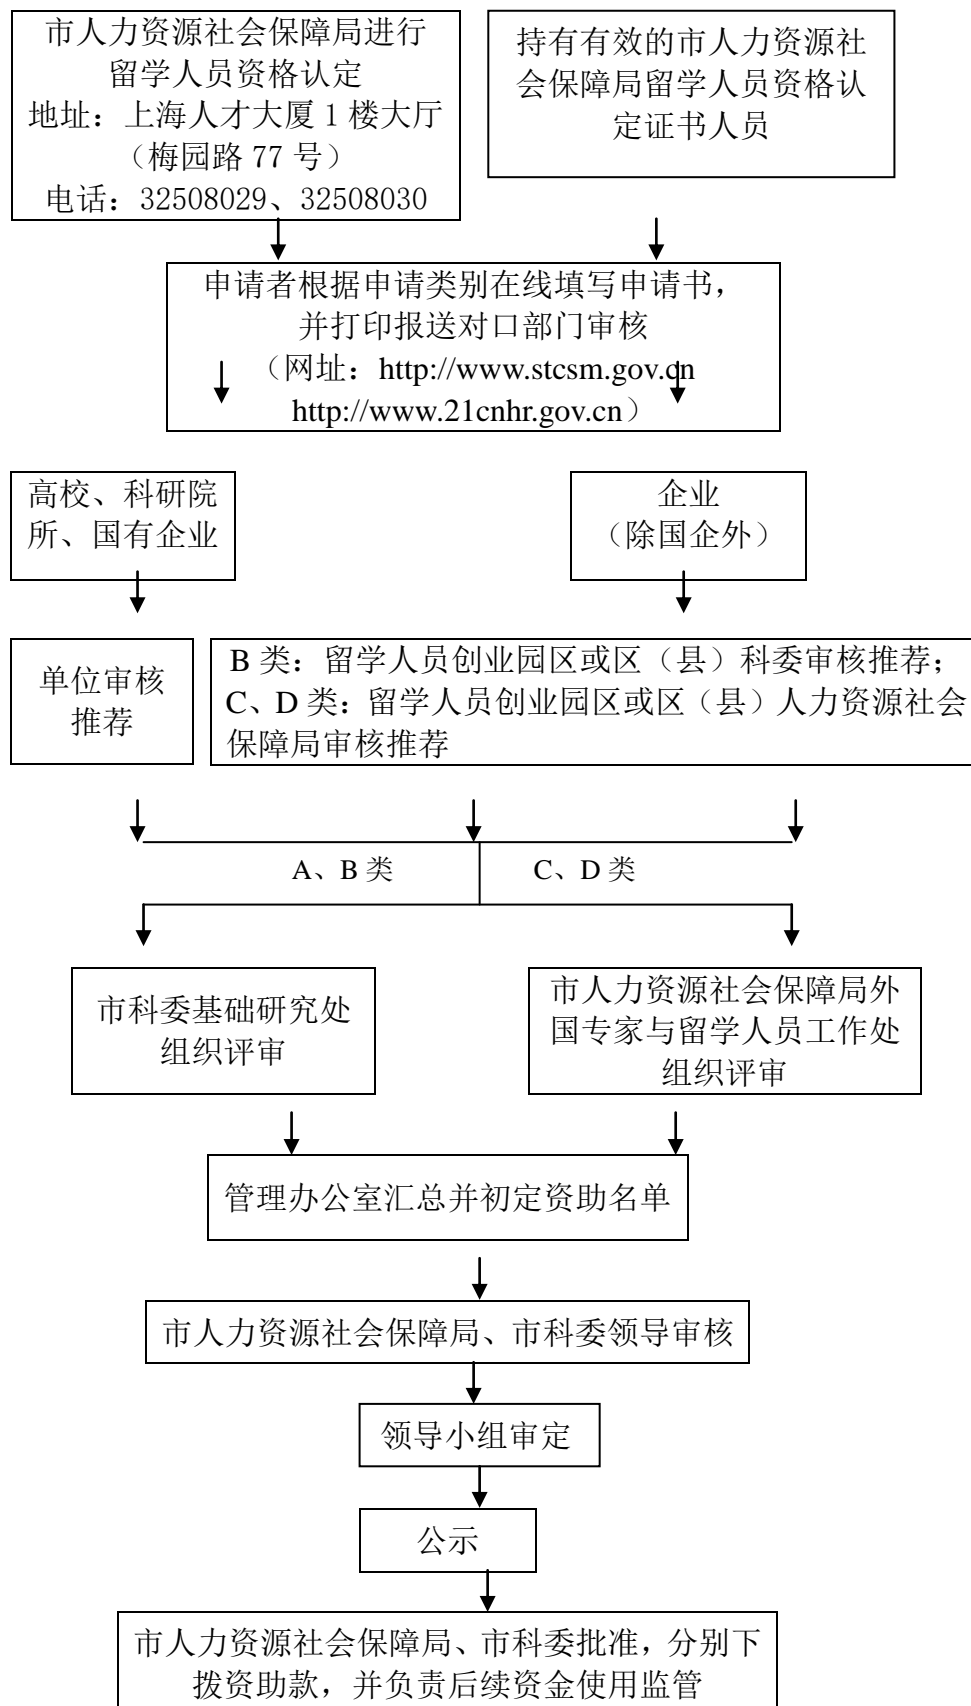 市人力资源社会保障局进行
留学人员资格认定
地址：上海人才大厦 1 楼大厅
（梅园路 77 号）
电话：32508029、32508030
持有有效的市人力资源社
会保障局留学人员资格认
定证书人员
申请者根据申请类别在线填写申请书，
并打印报送对口部门审核
（网址：http://www.stcsm.gov.cn
http://www.21cnhr.gov.cn）
高校、科研院
所、国有企业
企业
（除国企外）
单位审核
推荐
B 类：留学人员创业园区或区（县）科委审核推荐；
C、D 类：留学人员创业园区或区（县）人力资源社会
保障局审核推荐
A、B 类
C、D 类
市科委基础研究处
组织评审
市人力资源社会保障局外
国专家与留学人员工作处
组织评审
管理办公室汇总并初定资助名单
市人力资源社会保障局、市科委领导审核
领导小组审定
公示
市人力资源社会保障局、市科委批准，分别下
拨资助款，并负责后续资金使用监管